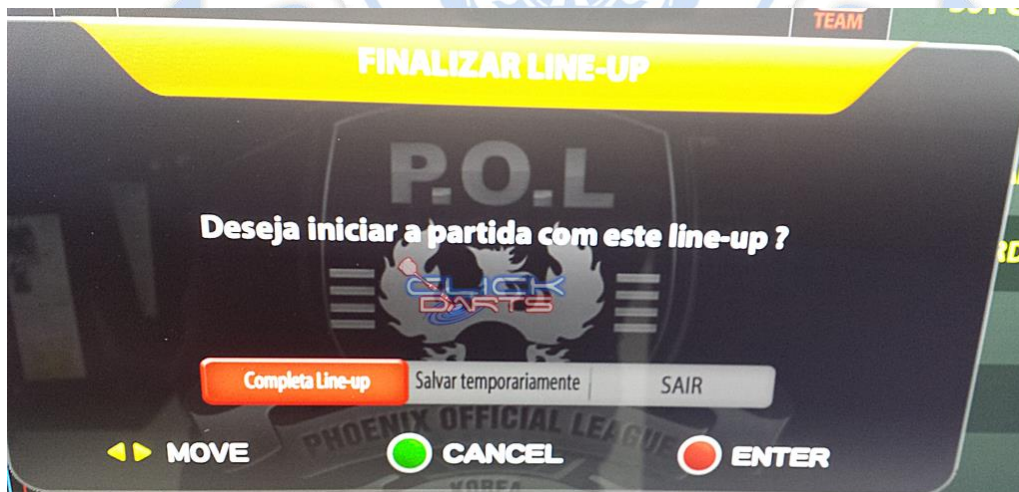 TEAM
FINALIZAR LINE-UP
P.O.L
Deseja iniciar a partida com este line-up ?
CLICK
DARTS
Completa Line-up Salvar temporariamente SAIR
PHOENIX OFFICIAL LEAGUE
MOVE CANCEL ENTER
KOREA